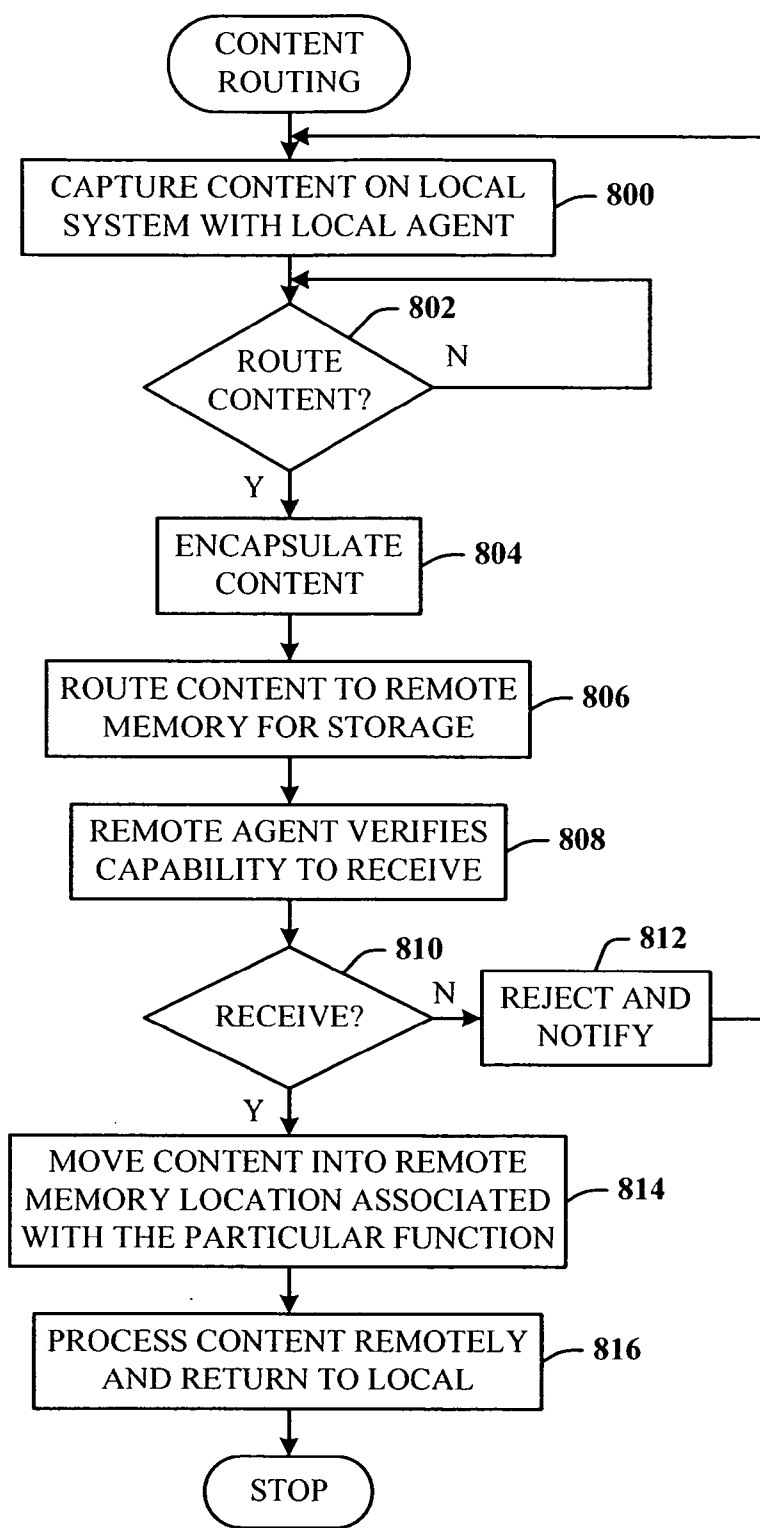 CONTENT
ROUTING
CAPTURE CONTENT ON LOCAL
SYSTEM WITH LOCAL AGENT
800
802
ROUTE
CONTENT?
N
Y
ENCAPSULATE
CONTENT
804
ROUTE CONTENT TO REMOTE
MEMORY FOR STORAGE
806
REMOTE AGENT VERIFIES
CAPABILITY TO RECEIVE
808
810
RECEIVE?
N
812
REJECT AND
NOTIFY
Y
MOVE CONTENT INTO REMOTE
MEMORY LOCATION ASSOCIATED
WITH THE PARTICULAR FUNCTION
814
PROCESS CONTENT REMOTELY
AND RETURN TO LOCAL
816
STOP